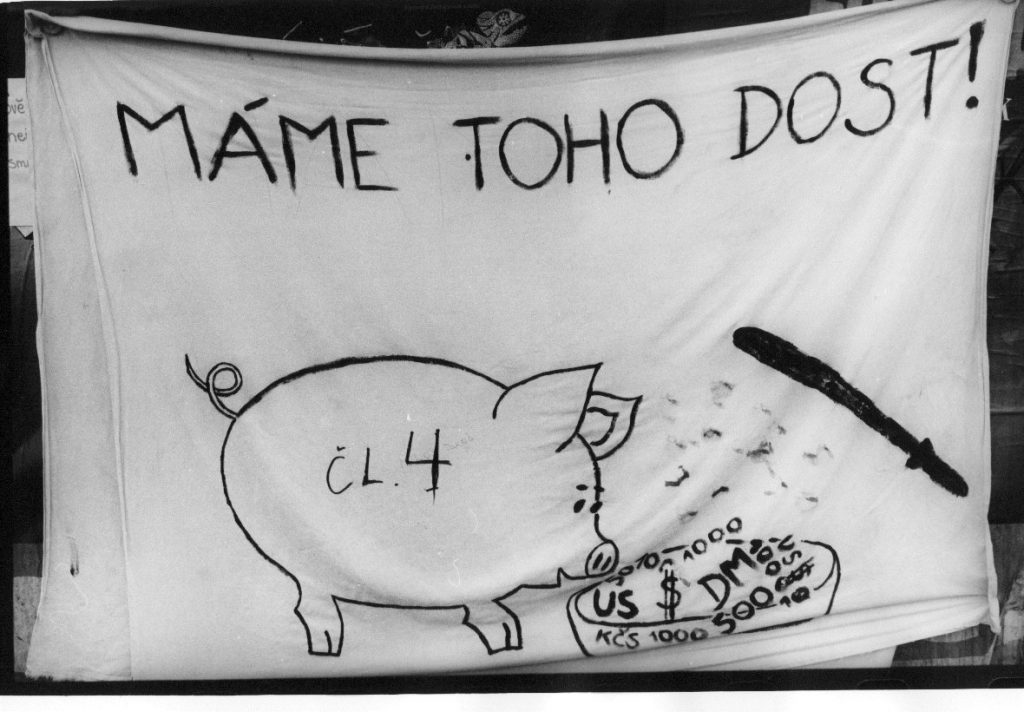 MÁME TOHO DOST!
ČL. 4
US $ DM
KČS 1000 500
1000